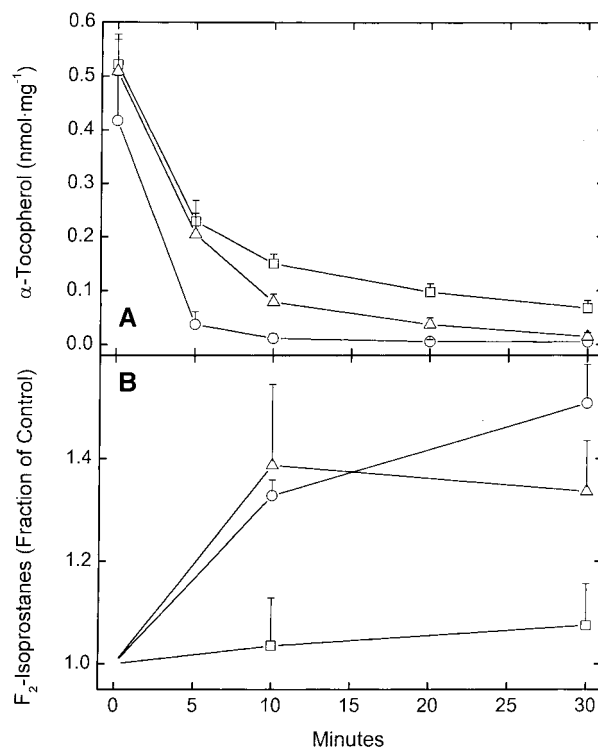 α-Tocopherol (nmol·mg⁻¹)
0.6
0.5
0.4
0.3
0.2
0.1
0.0
A
F₂-Isoprostanes (Fraction of Control)
B
1.4
1.2
1.0
0 5 10 15 20 25 30
Minutes